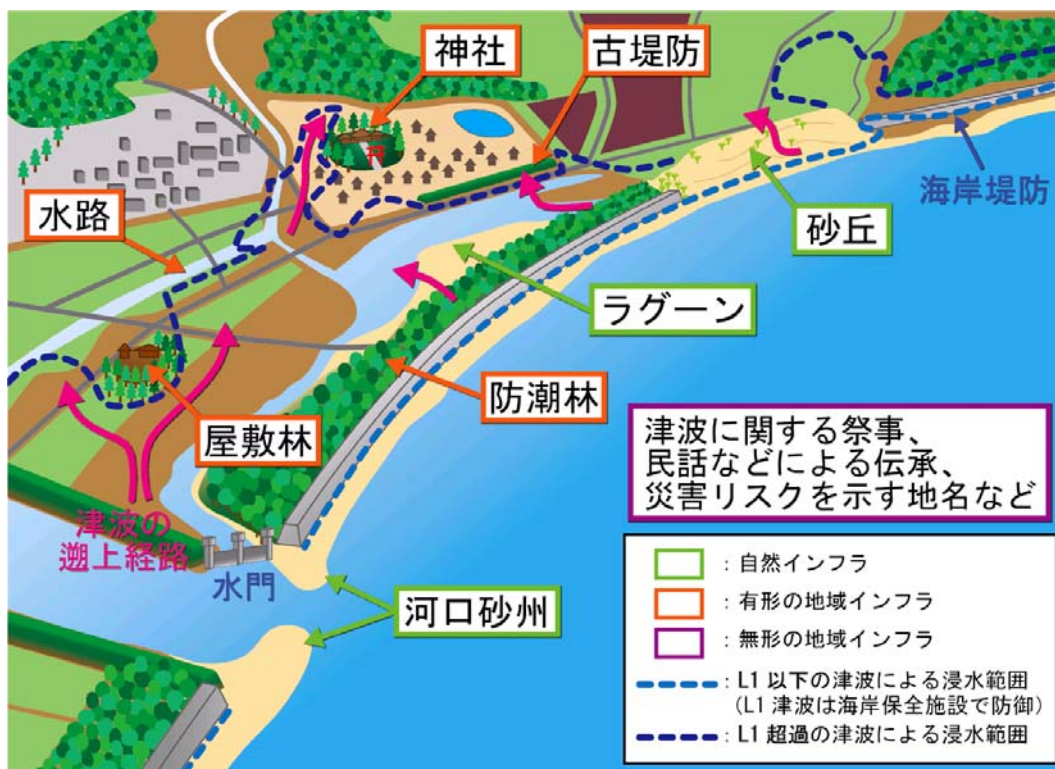 神社
古堤防
水路
海岸堤防
砂丘
ラグーン
防潮林
屋敷林
津波に関する祭事、
民話などによる伝承、
災害リスクを示す地名など
津波の
遡上経路
水門
河口砂州
：自然インフラ
：有形の地域インフラ
：無形の地域インフラ
：L1以下の津波による浸水範囲
（L1津波は海岸保全施設で防御）
：L1超過の津波による浸水範囲